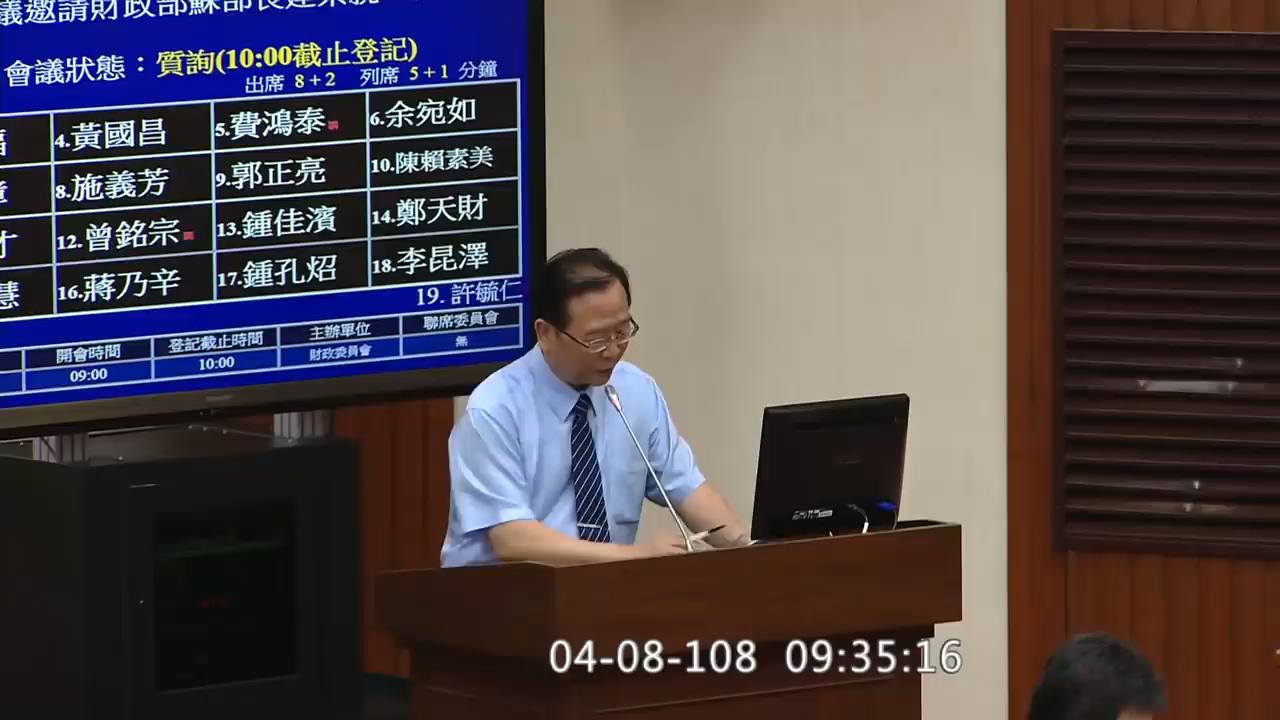 議邀請財政部蘇部長建榮就
會議狀態：質詢(10:00截止登記)
出席 8+2 列席 5+1 分鐘
4.黃國昌 5.費鴻泰 6.余宛如
8.施義芳 9.郭正亮 10.陳賴素美
才 12.曾銘宗 13.鍾佳濱 14.鄭天財
慧 16.蔣乃辛 17.鍾孔炤 18.李昆澤
19. 許毓仁
開會時間 登記截止時間 主辦單位 聯席委員會
09:00 10:00 財政委員會 無
04-08-108 09:35:16